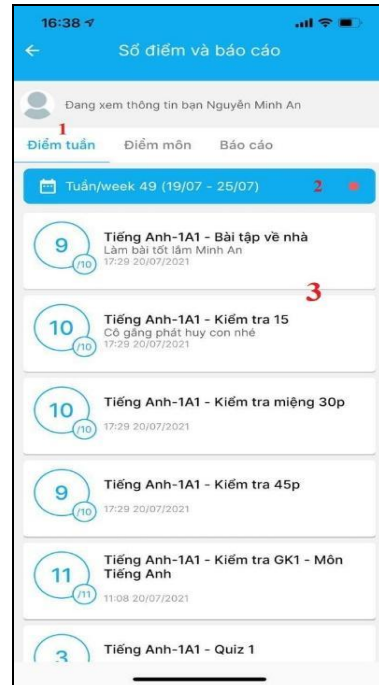 16:38
Sổ điểm và báo cáo
Đang xem thông tin bạn Nguyễn Minh An
1
Điểm tuần Điểm môn Báo cáo
Tuần/week 49 (19/07 - 25/07) 2
9 /10
Tiếng Anh-1A1 - Bài tập về nhà
Làm bài tốt lắm Minh An
17:29 20/07/2021
3
10 /10
Tiếng Anh-1A1 - Kiểm tra 15
Cố gắng phát huy con nhé
17:29 20/07/2021
10 /10
Tiếng Anh-1A1 - Kiểm tra miệng 30p
17:29 20/07/2021
9 /10
Tiếng Anh-1A1 - Kiểm tra 45p
17:29 20/07/2021
11 /11
Tiếng Anh-1A1 - Kiểm tra GK1 - Môn
Tiếng Anh
11:08 20/07/2021
3
Tiếng Anh-1A1 - Quiz 1